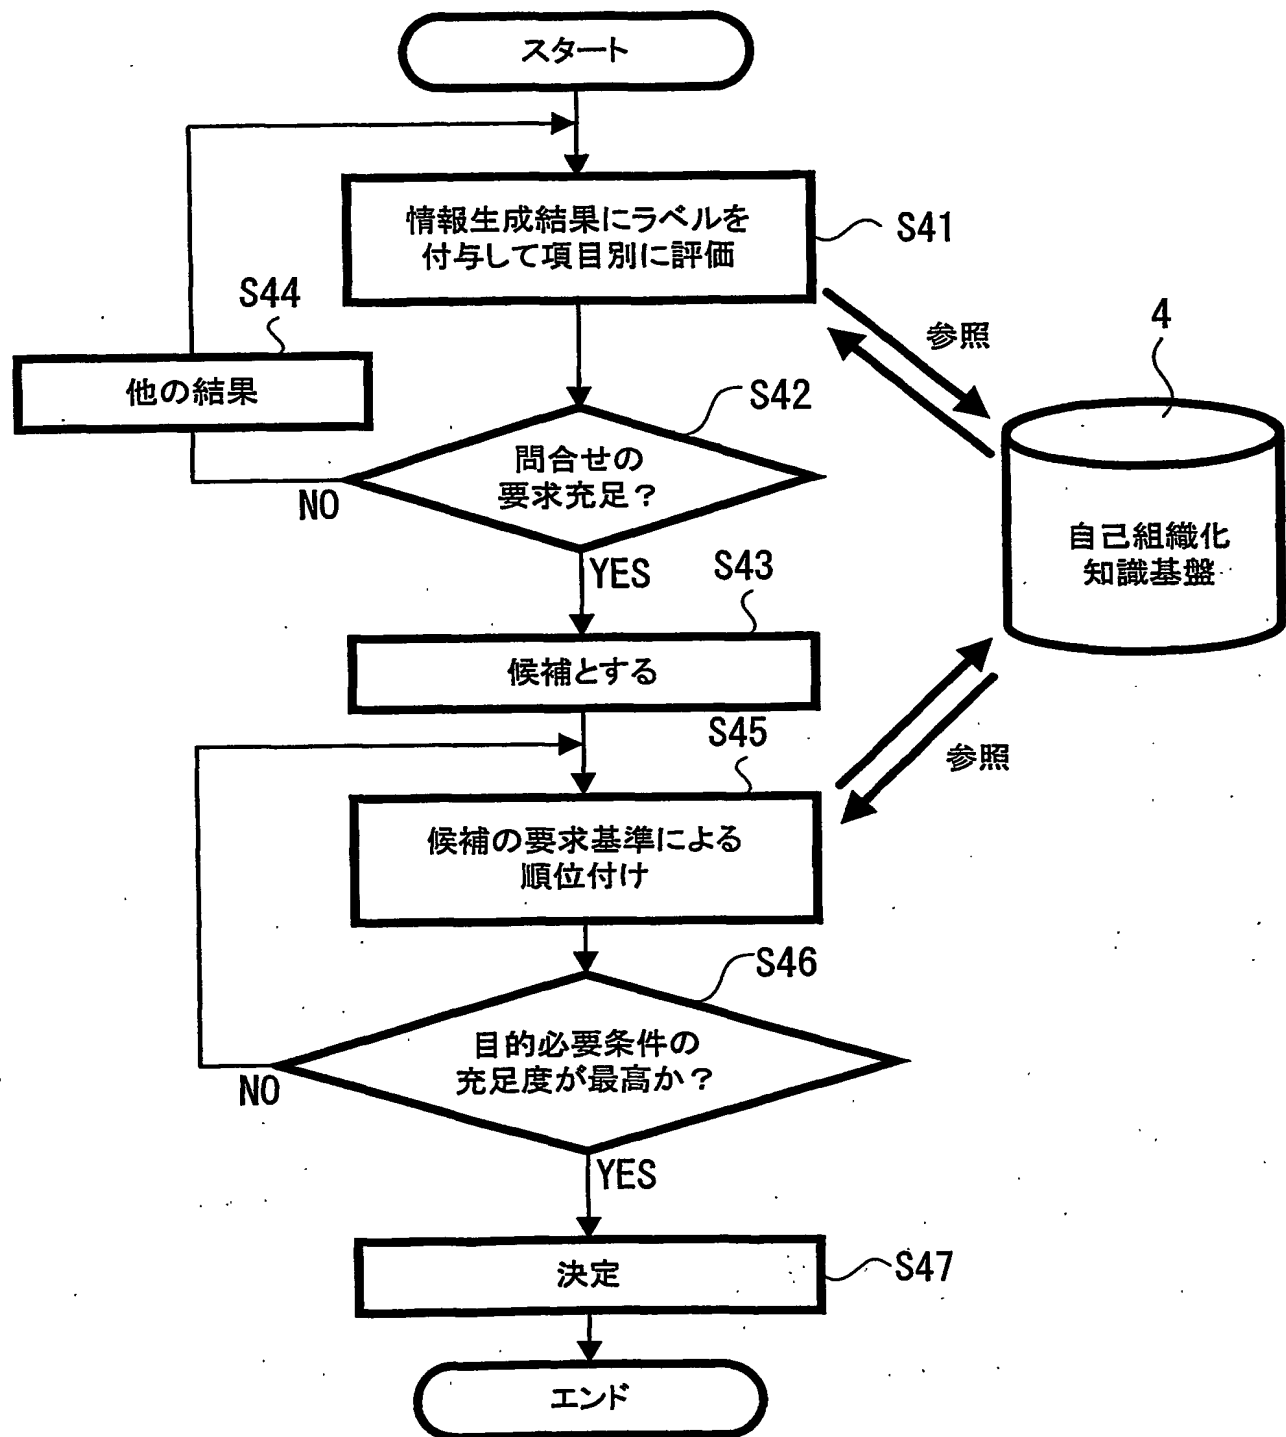 スタート
情報生成結果にラベルを
付与して項目別に評価
S41
S44
他の結果
参照
4
S42
問合せの
要求充足？
NO
YES
自己組織化
知識基盤
S43
候補とする
S45
参照
候補の要求基準による
順位付け
S46
目的必要条件の
充足度が最高か？
NO
YES
決定
S47
エンド